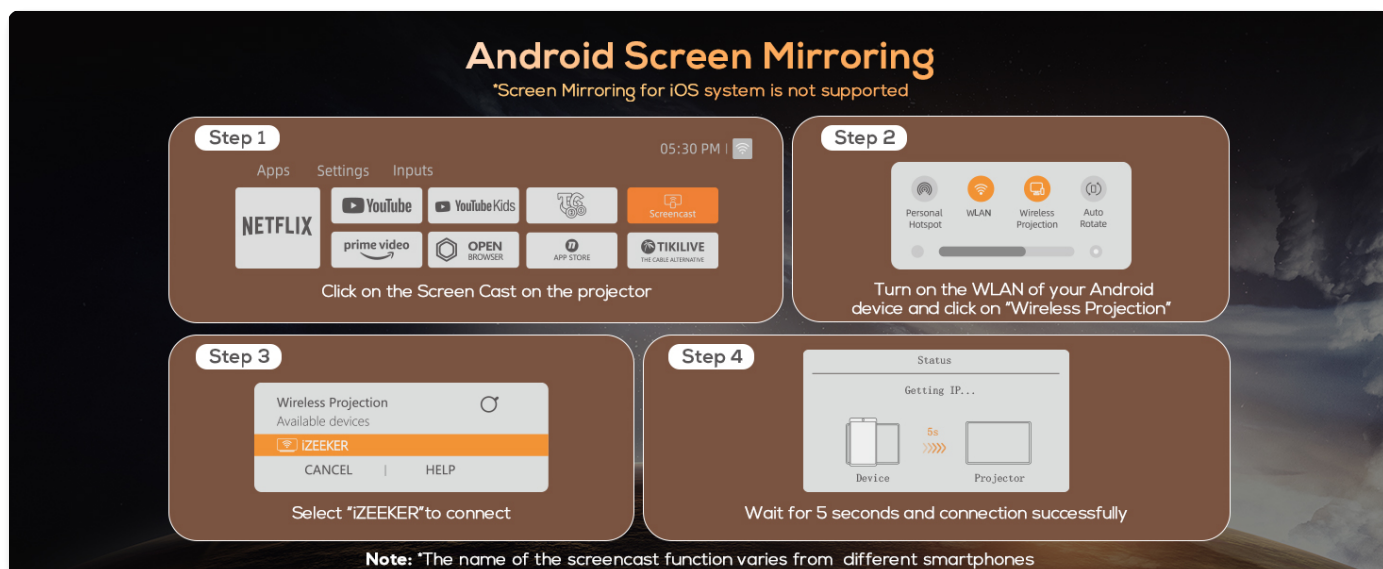 Android Screen Mirroring
*Screen Mirroring for iOS system is not supported
Step 1
05:30 PM
Apps Settings Inputs
NETFLIX
YouTube
YouTube Kids
Screencast
prime video
OPEN
BROWSER
APP STORE
TIKILIVE
THE CABLE ALTERNATIVE
Click on the Screen Cast on the projector
Step 2
Personal
Hotspot
WLAN
Wireless
Projection
Auto
Rotate
Turn on the WLAN of your Android
device and click on "Wireless Projection"
Step 3
Wireless Projection
Available devices
iZEEKER
CANCEL | HELP
Select "iZEEKER"to connect
Step 4
Status
Getting IP...
5s
Device
Projector
Wait for 5 seconds and connection successfully
Note: *The name of the screencast function varies from different smartphones